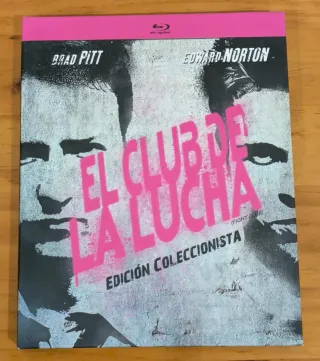 BRAD PITT
EDWARD NORTON
EL CLUB DE
LA LUCHA
EDICIÓN COLECCIONISTA